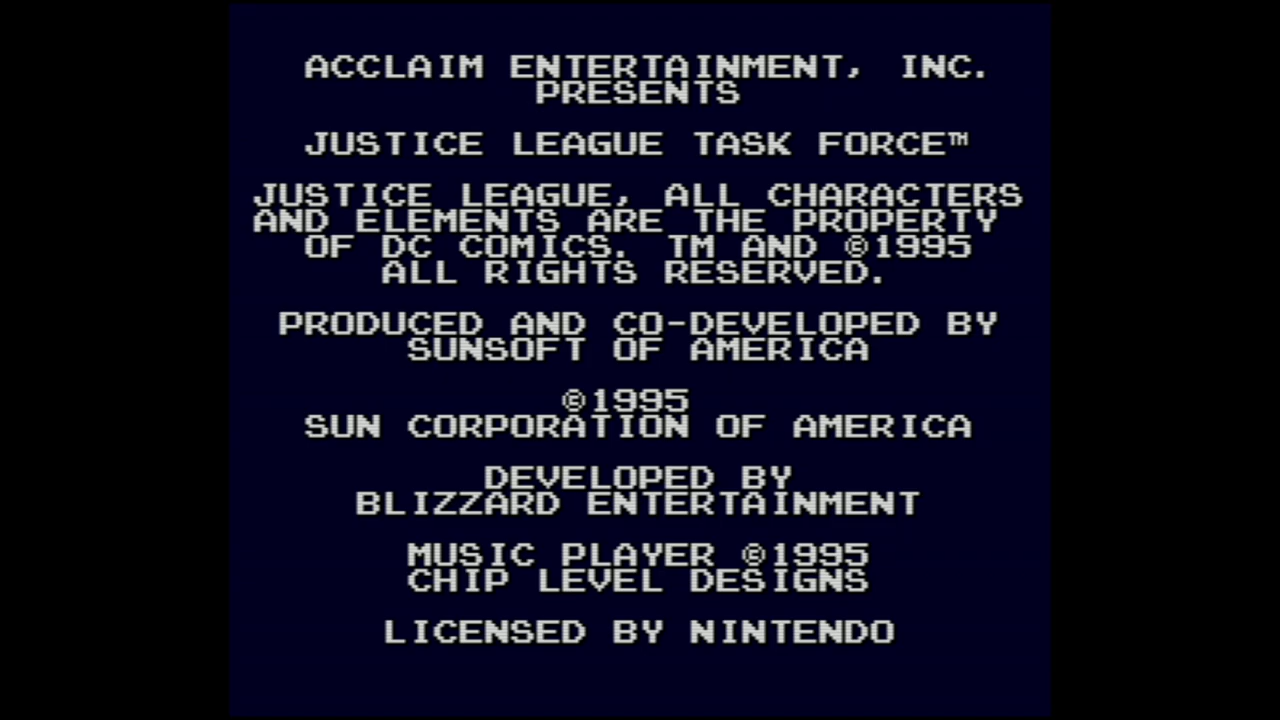 ACCLAIM ENTERTAINMENT, INC.
PRESENTS
JUSTICE LEAGUE TASK FORCE™
JUSTICE LEAGUE, ALL CHARACTERS
AND ELEMENTS ARE THE PROPERTY
OF DC COMICS. TM AND ©1995
ALL RIGHTS RESERVED.
PRODUCED AND CO-DEVELOPED BY
SUNSOFT OF AMERICA
©1995
SUN CORPORATION OF AMERICA
DEVELOPED BY
BLIZZARD ENTERTAINMENT
MUSIC PLAYER ©1995
CHIP LEVEL DESIGNS
LICENSED BY NINTENDO